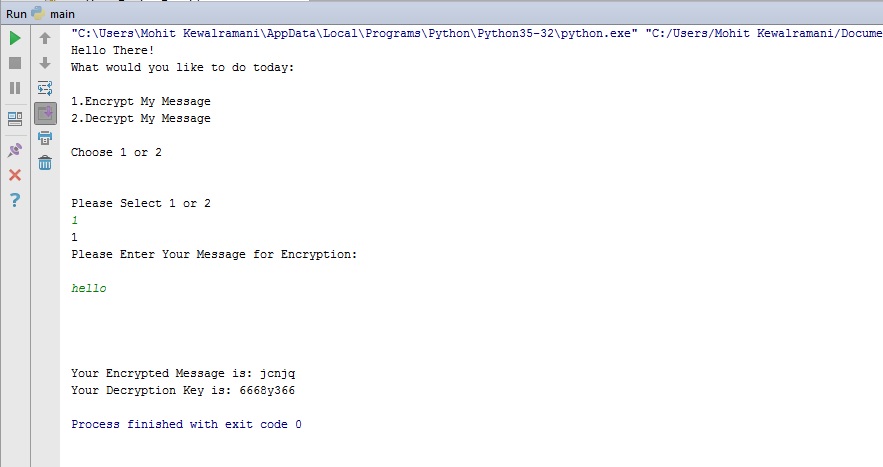 Run main
"C:\Users\Mohit Kewalramani\AppData\Local\Programs\Python\Python35-32\python.exe" "C:/Users/Mohit Kewalramani/Docume
Hello There!
What would you like to do today:
1.Encrypt My Message
2.Decrypt My Message
Choose 1 or 2
Please Select 1 or 2
1
1
Please Enter Your Message for Encryption:
hello
Your Encrypted Message is: jcnjq
Your Decryption Key is: 6668y366
Process finished with exit code 0